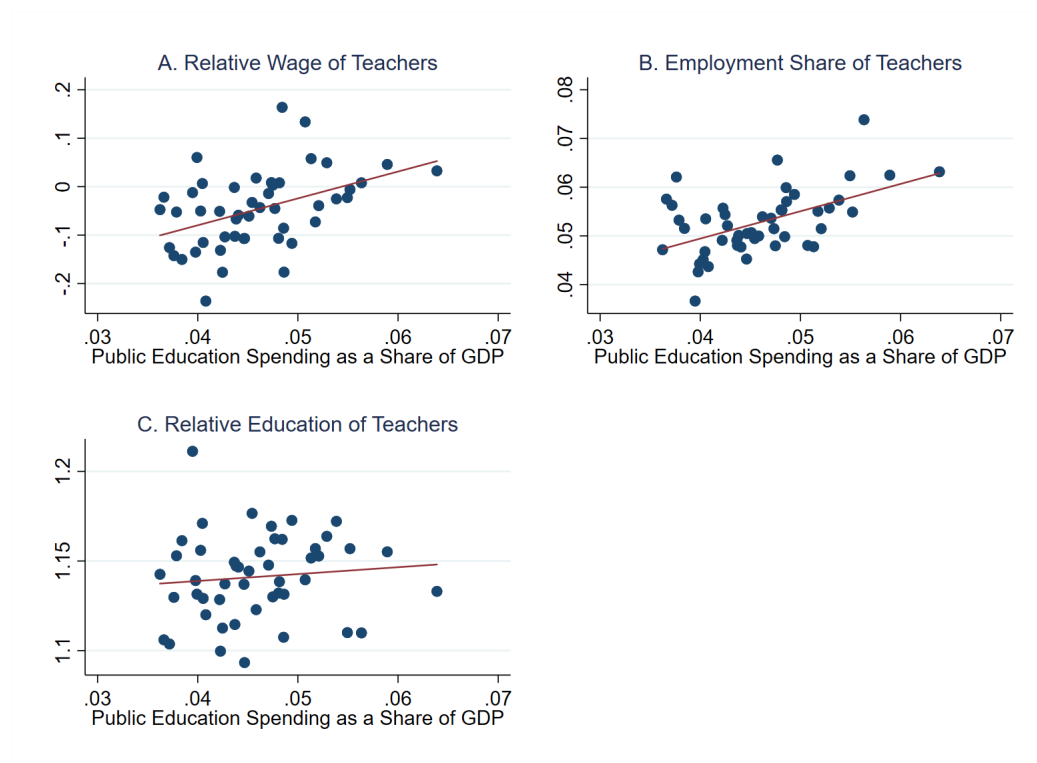 A. Relative Wage of Teachers
.2
.1
0
-.1
-.2
.03 .04 .05 .06 .07
Public Education Spending as a Share of GDP
B. Employment Share of Teachers
.08
.07
.06
.05
.04
.03 .04 .05 .06 .07
Public Education Spending as a Share of GDP
C. Relative Education of Teachers
1.2
1.15
1.1
.03 .04 .05 .06 .07
Public Education Spending as a Share of GDP